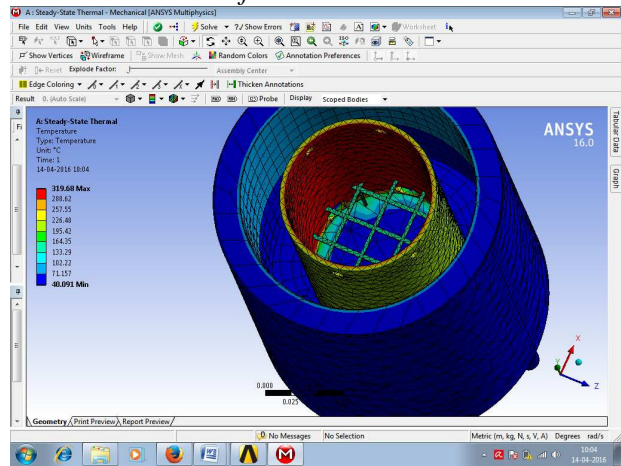 A : Steady-State Thermal - Mechanical [ANSYS Multiphysics]
File Edit View Units Tools Help Solve ?/ Show Errors Worksheet
Show Vertices Wireframe Show Mesh Random Colors Annotation Preferences
Reset Explode Factor: Assembly Center
Edge Coloring Thicken Annotations
Result 0. (Auto Scale) Probe Display Scoped Bodies
A: Steady-State Thermal
Temperature
Type: Temperature
Unit: °C
Time: 1
14-04-2016 10:04
319.68 Max
288.62
257.55
226.48
195.42
164.35
133.29
102.22
71.157
40.091 Min
ANSYS
16.0
Tabular Data
Graph
X
Y
Z
0.000
0.025
Geometry Print Preview Report Preview
No Messages No Selection Metric (m, kg, N, s, V, A) Degrees rad/s
10:04
14-04-2016